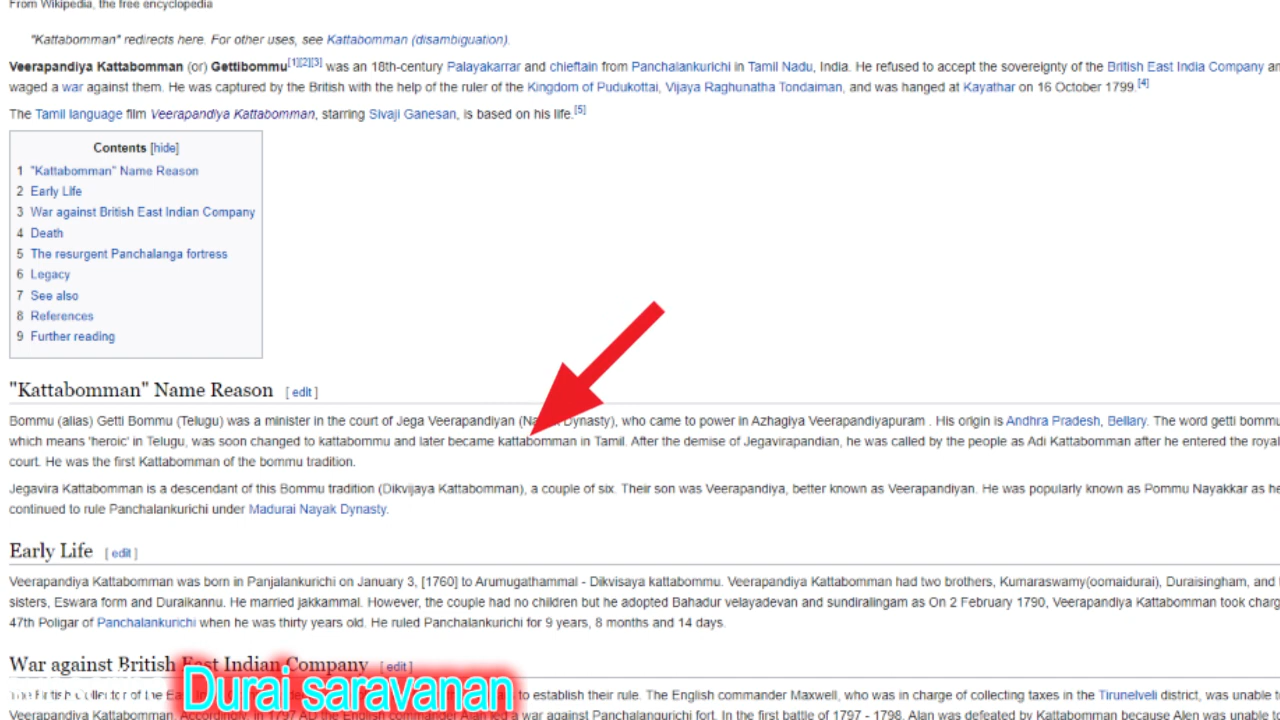 From Wikipedia, the free encyclopedia
"Kattabomman" redirects here. For other uses, see Kattabomman (disambiguation).
Veerapandiya Kattabomman (or) Gettibommu[1][2][3] was an 18th-century Palayakarrar and chieftain from Panchalankurichi in Tamil Nadu, India. He refused to accept the sovereignty of the British East India Company
waged a war against them. He was captured by the British with the help of the ruler of the Kingdom of Pudukottai, Vijaya Raghunatha Tondaiman, and was hanged at Kayathar on 16 October 1799.[4]
The Tamil language film Veerapandiya Kattabomman, starring Sivaji Ganesan, is based on his life.[5]
Contents [hide]
1 "Kattabomman" Name Reason
2 Early Life
3 War against British East Indian Company
4 Death
5 The resurgent Panchalanga fortress
6 Legacy
7 See also
8 References
9 Further reading
"Kattabomman" Name Reason [ edit ]
Bommu (alias) Getti Bommu (Telugu) was a minister in the court of Jega Veerapandiyan Dynasty), who came to power in Azhagiya Veerapandiyapuram . His origin is Andhra Pradesh, Bellary. The word getti bommu
which means 'heroic' in Telugu, was soon changed to kattabommu and later became kattabomman in Tamil. After the demise of Jegavirapandian, he was called by the people as Adi Kattabomman after he entered the royal
court. He was the first Kattabomman of the bommu tradition.
Jegavira Kattabomman is a descendant of this Bommu tradition (Dikvijaya Kattabomman), a couple of six. Their son was Veerapandiya, better known as Veerapandiyan. He was popularly known as Pommu Nayakkar as he
continued to rule Panchalankurichi under Madurai Nayak Dynasty.
Early Life [ edit ]
Veerapandiya Kattabomman was born in Panjalankurichi on January 3, [1760] to Arumugathammal - Dikvisaya kattabommu. Veerapandiya Kattabomman had two brothers, Kumaraswamy(oomaidurai), Duraisingham, and
sisters, Eswara form and Duraikannu. He married jakkammal. However, the couple had no children but he adopted Bahadur velayadevan and sundiralingam as On 2 February 1790, Veerapandiya Kattabomman took
47th Poligar of Panchalankurichi when he was thirty years old. He ruled Panchalankurichi for 9 years, 8 months and 14 days.
War against British East Indian Company [ edit ]
to establish their rule. The English commander Maxwell, who was in charge of collecting taxes in the Tirunelveli district, was unable
Veerapandiya Kattabomman. Accordingly, in 1797 AD the English commander Alan led a war against Panchalangurichi fort. In the first battle of 1797 - 1798, Alan was defeated by Kattabomman because Alen was unable
Durai saravanan